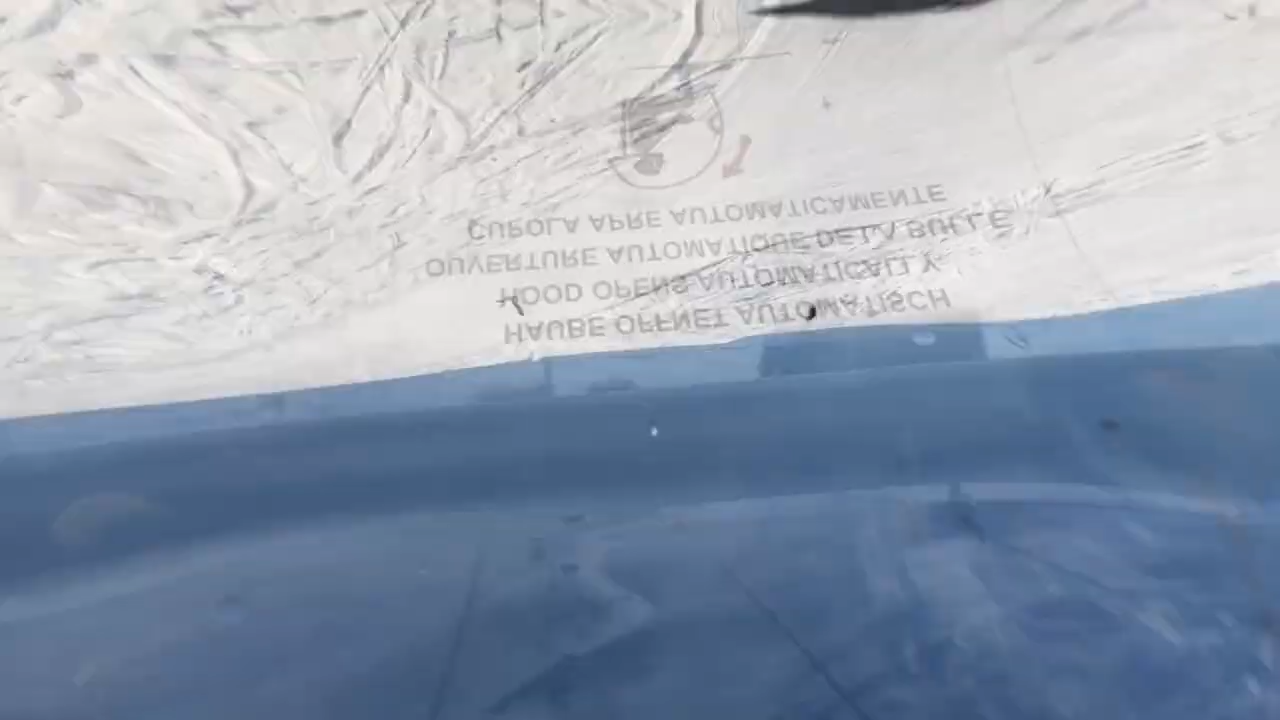 HAUBE OFFNET AUTOMATISCH
HOOD OPENS AUTOMATICALLY
OUVERTURE AUTOMATIQUE DE LA BULLE
CUPOLA APRE AUTOMATICAMENTE